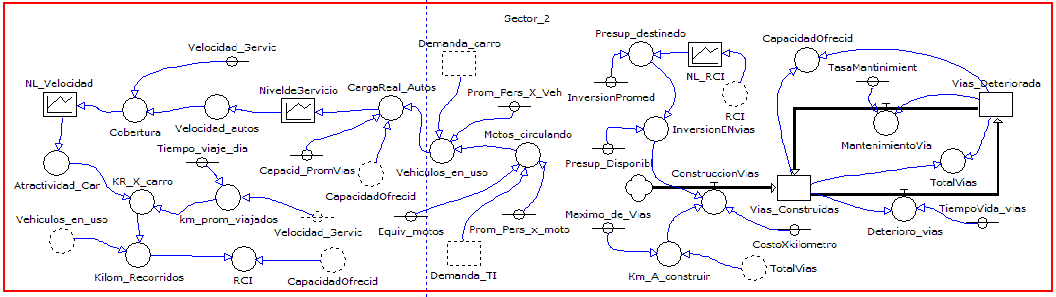 Sector_2
Velocidad_Servic
Demanda_carro
Presup_destinado
CapacidadOfrecid
NL_Velocidad
NL_RCI
TasaMantinimient
Vias_Deteriorada
NiveldeServicio
CargaReal_Autos
Prom_Pers_X_Veh
InversionPromed
RCI
Cobertura
Velocidad_autos
Motos_circulando
InversionENvias
MantenimientoVia
Tiempo_viaje_dia
Capacid_PromVias
Presup_Disponibl
Atractividad_Car
KR_X_carro
CapacidadOfrecid
Vehiculos_en_uso
ConstruccionVias
TotalVias
Vehiculos_en_uso
km_prom_viajados
Velocidad_Servic
Equiv_motos
Prom_Pers_x_moto
Maximo_de_Vias
Vias_Construidas
TiempoVida_vias
Deterioro_vias
CostoXkilometro
Kilom_Recorridos
RCI
CapacidadOfrecid
Demanda_TI
Km_A_construir
TotalVias